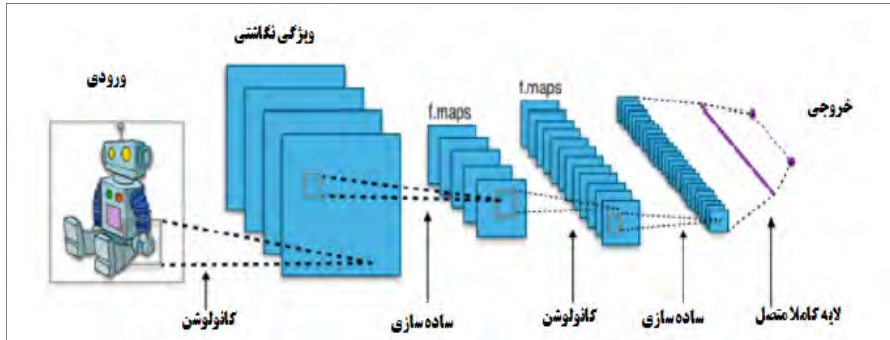 ویژگی نگاشتی
ورودی
f.maps
f.maps
خروجی
کانولوشن
ساده سازی
کانولوشن
ساده سازی
لایه کاملا متصل